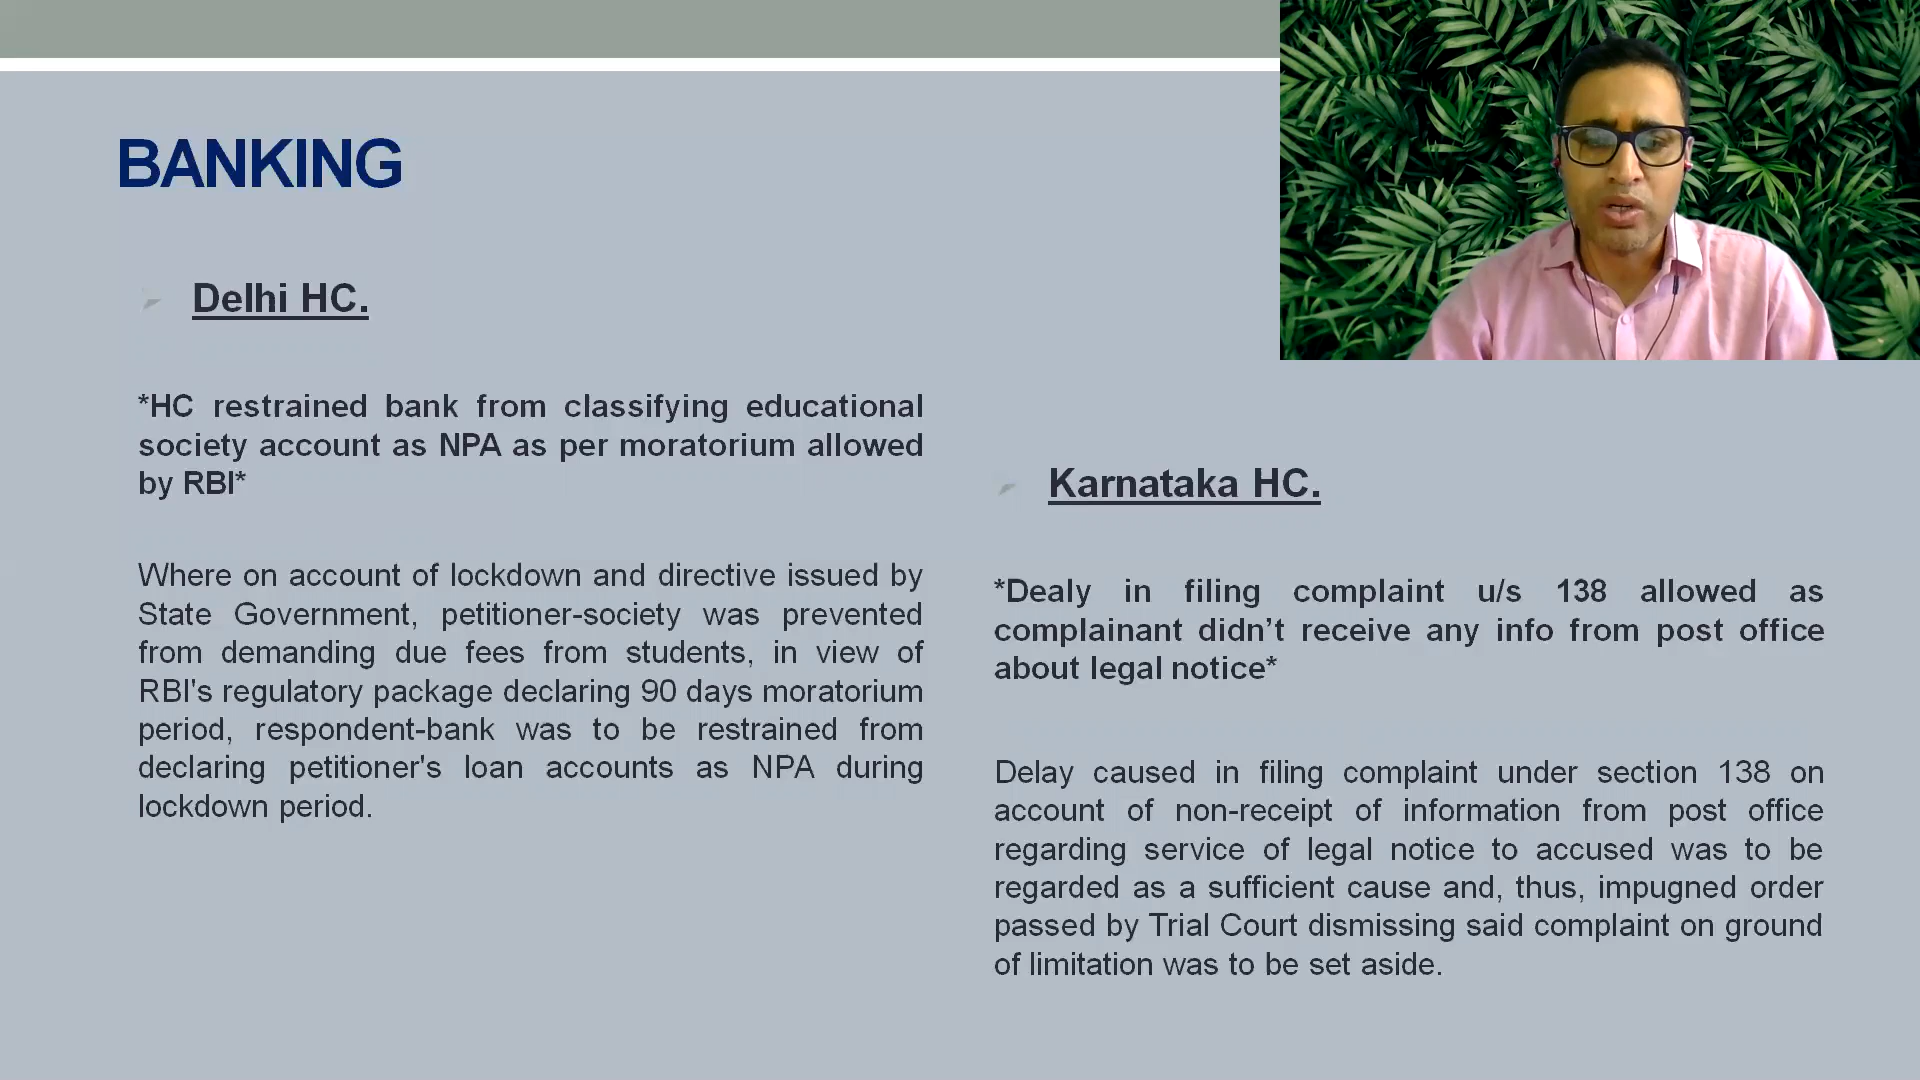 BANKING
Delhi HC.
*HC restrained bank from classifying educational
society account as NPA as per moratorium allowed
by RBI*
Where on account of lockdown and directive issued by
State Government, petitioner-society was prevented
from demanding due fees from students, in view of
RBI's regulatory package declaring 90 days moratorium
period, respondent-bank was to be restrained from
declaring petitioner's loan accounts as NPA during
lockdown period.
Karnataka HC.
*Dealy in filing complaint u/s 138 allowed as
complainant didn’t receive any info from post office
about legal notice*
Delay caused in filing complaint under section 138 on
account of non-receipt of information from post office
regarding service of legal notice to accused was to be
regarded as a sufficient cause and, thus, impugned order
passed by Trial Court dismissing said complaint on ground
of limitation was to be set aside.